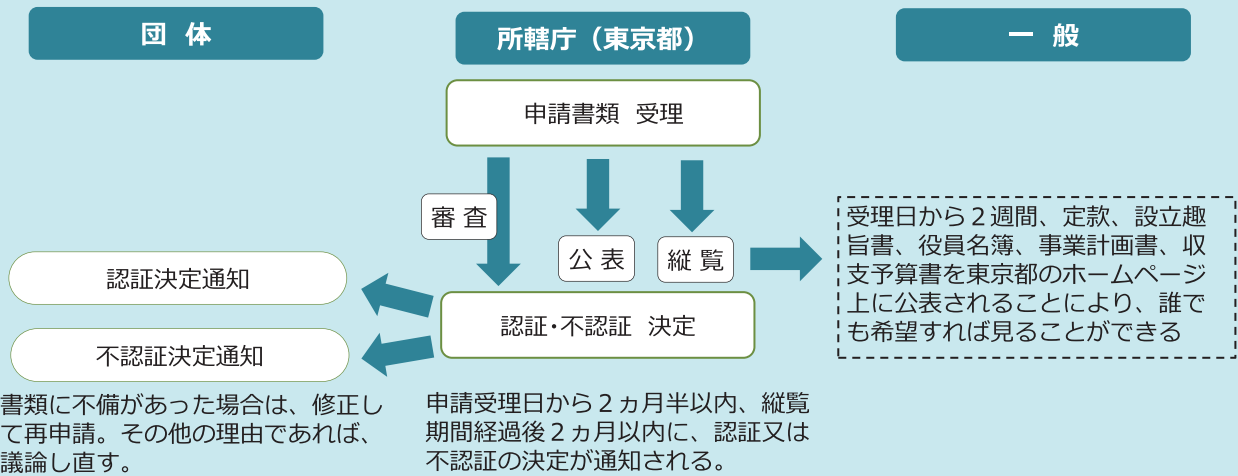 団 体
所轄庁（東京都）
一 般
申請書類 受理
審 査
公 表
縦 覧
受理日から２週間、定款、設立趣
旨書、役員名簿、事業計画書、収
支予算書を東京都のホームページ
上に公表されることにより、誰で
も希望すれば見ることができる
認証決定通知
認証・不認証 決定
不認証決定通知
書類に不備があった場合は、修正し
て再申請。その他の理由であれば、
議論し直す。
申請受理日から２ヵ月半以内、縦覧
期間経過後２ヵ月以内に、認証又は
不認証の決定が通知される。